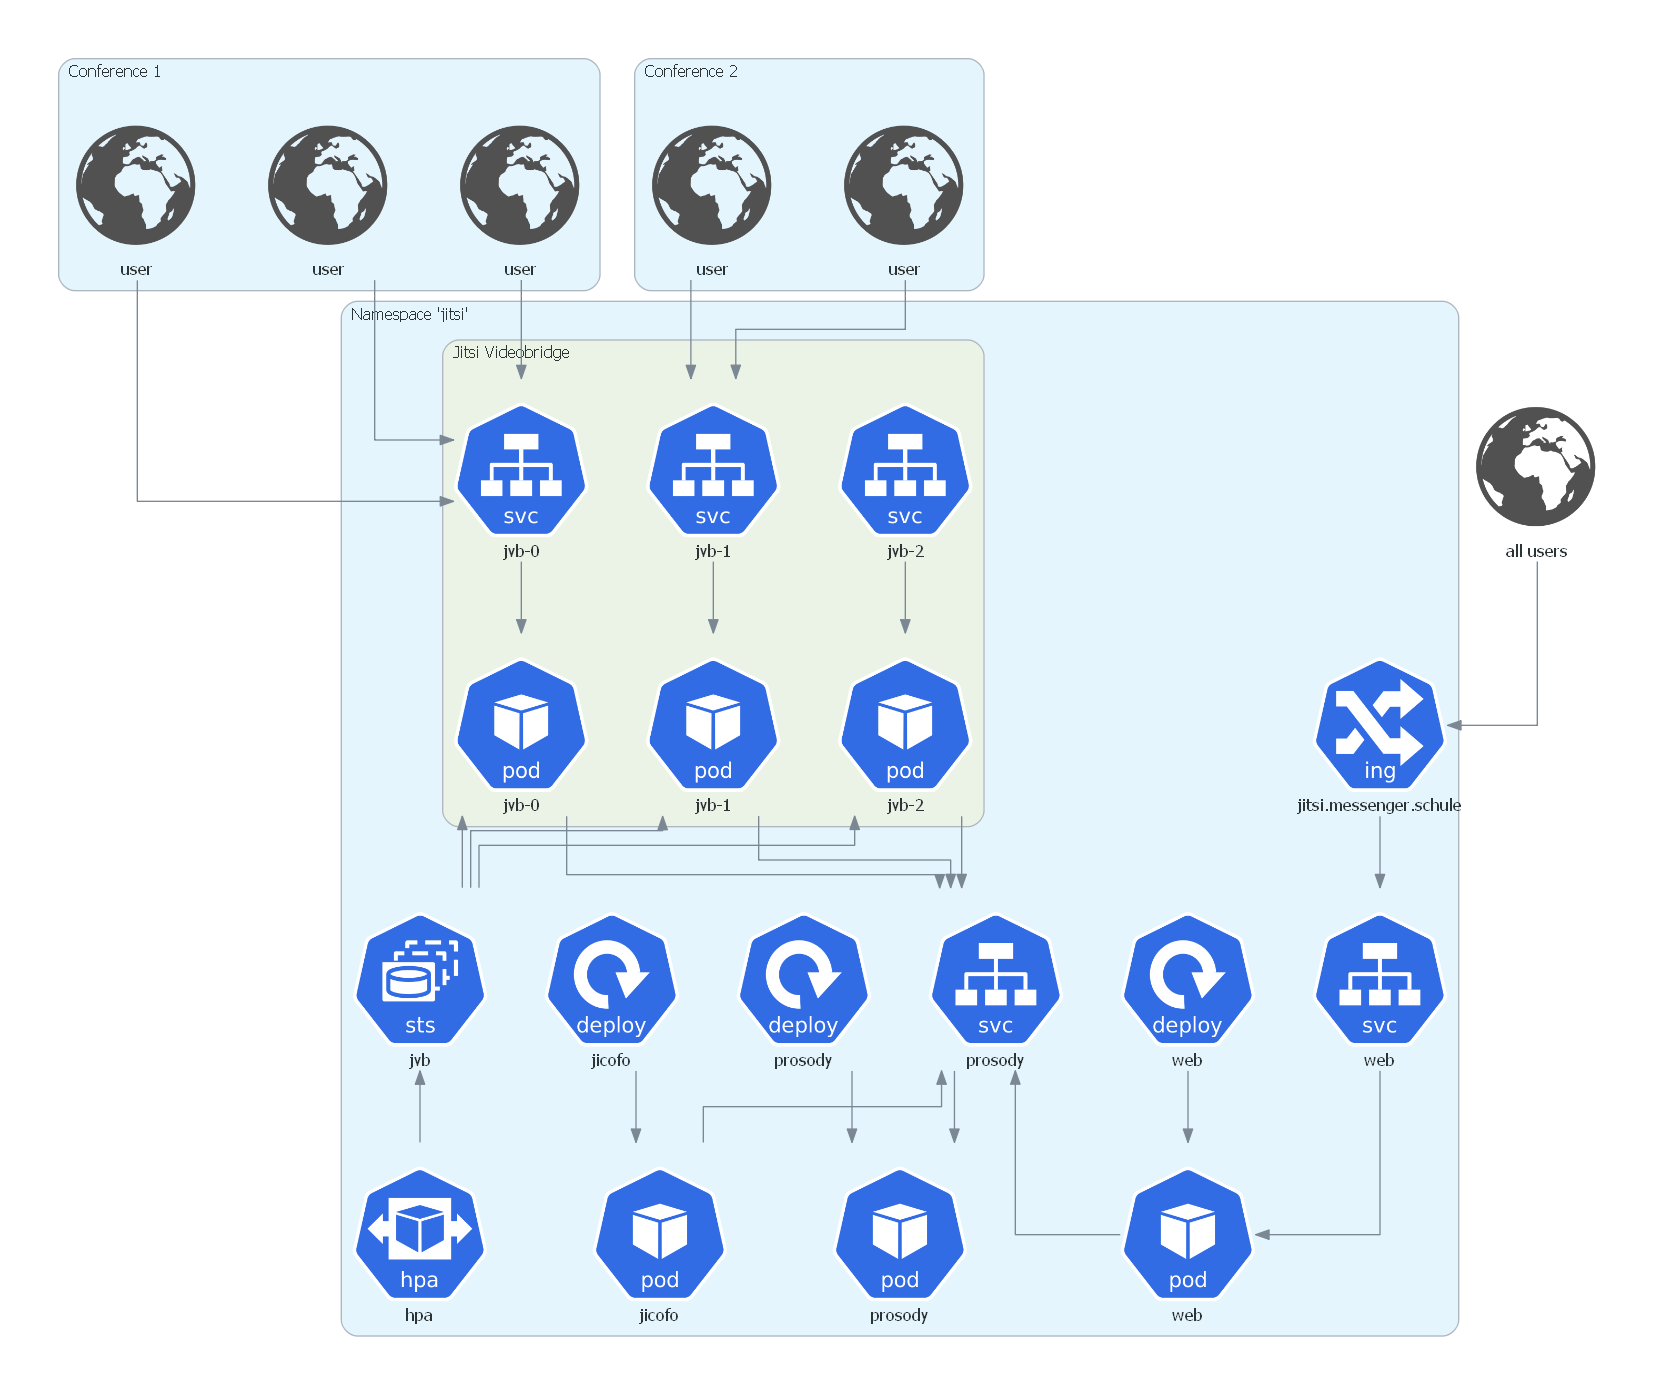 Conference 1
Conference 2
user
user
user
user
user
Namespace 'jitsi'
Jitsi Videobridge
svc
svc
svc
jvb-0
jvb-1
jvb-2
all users
pod
pod
pod
ing
jvb-0
jvb-1
jvb-2
jitsi.messenger.schule
sts
deploy
deploy
svc
deploy
svc
jvb
jicofo
prosody
prosody
web
web
hpa
pod
pod
pod
hpa
jicofo
prosody
web